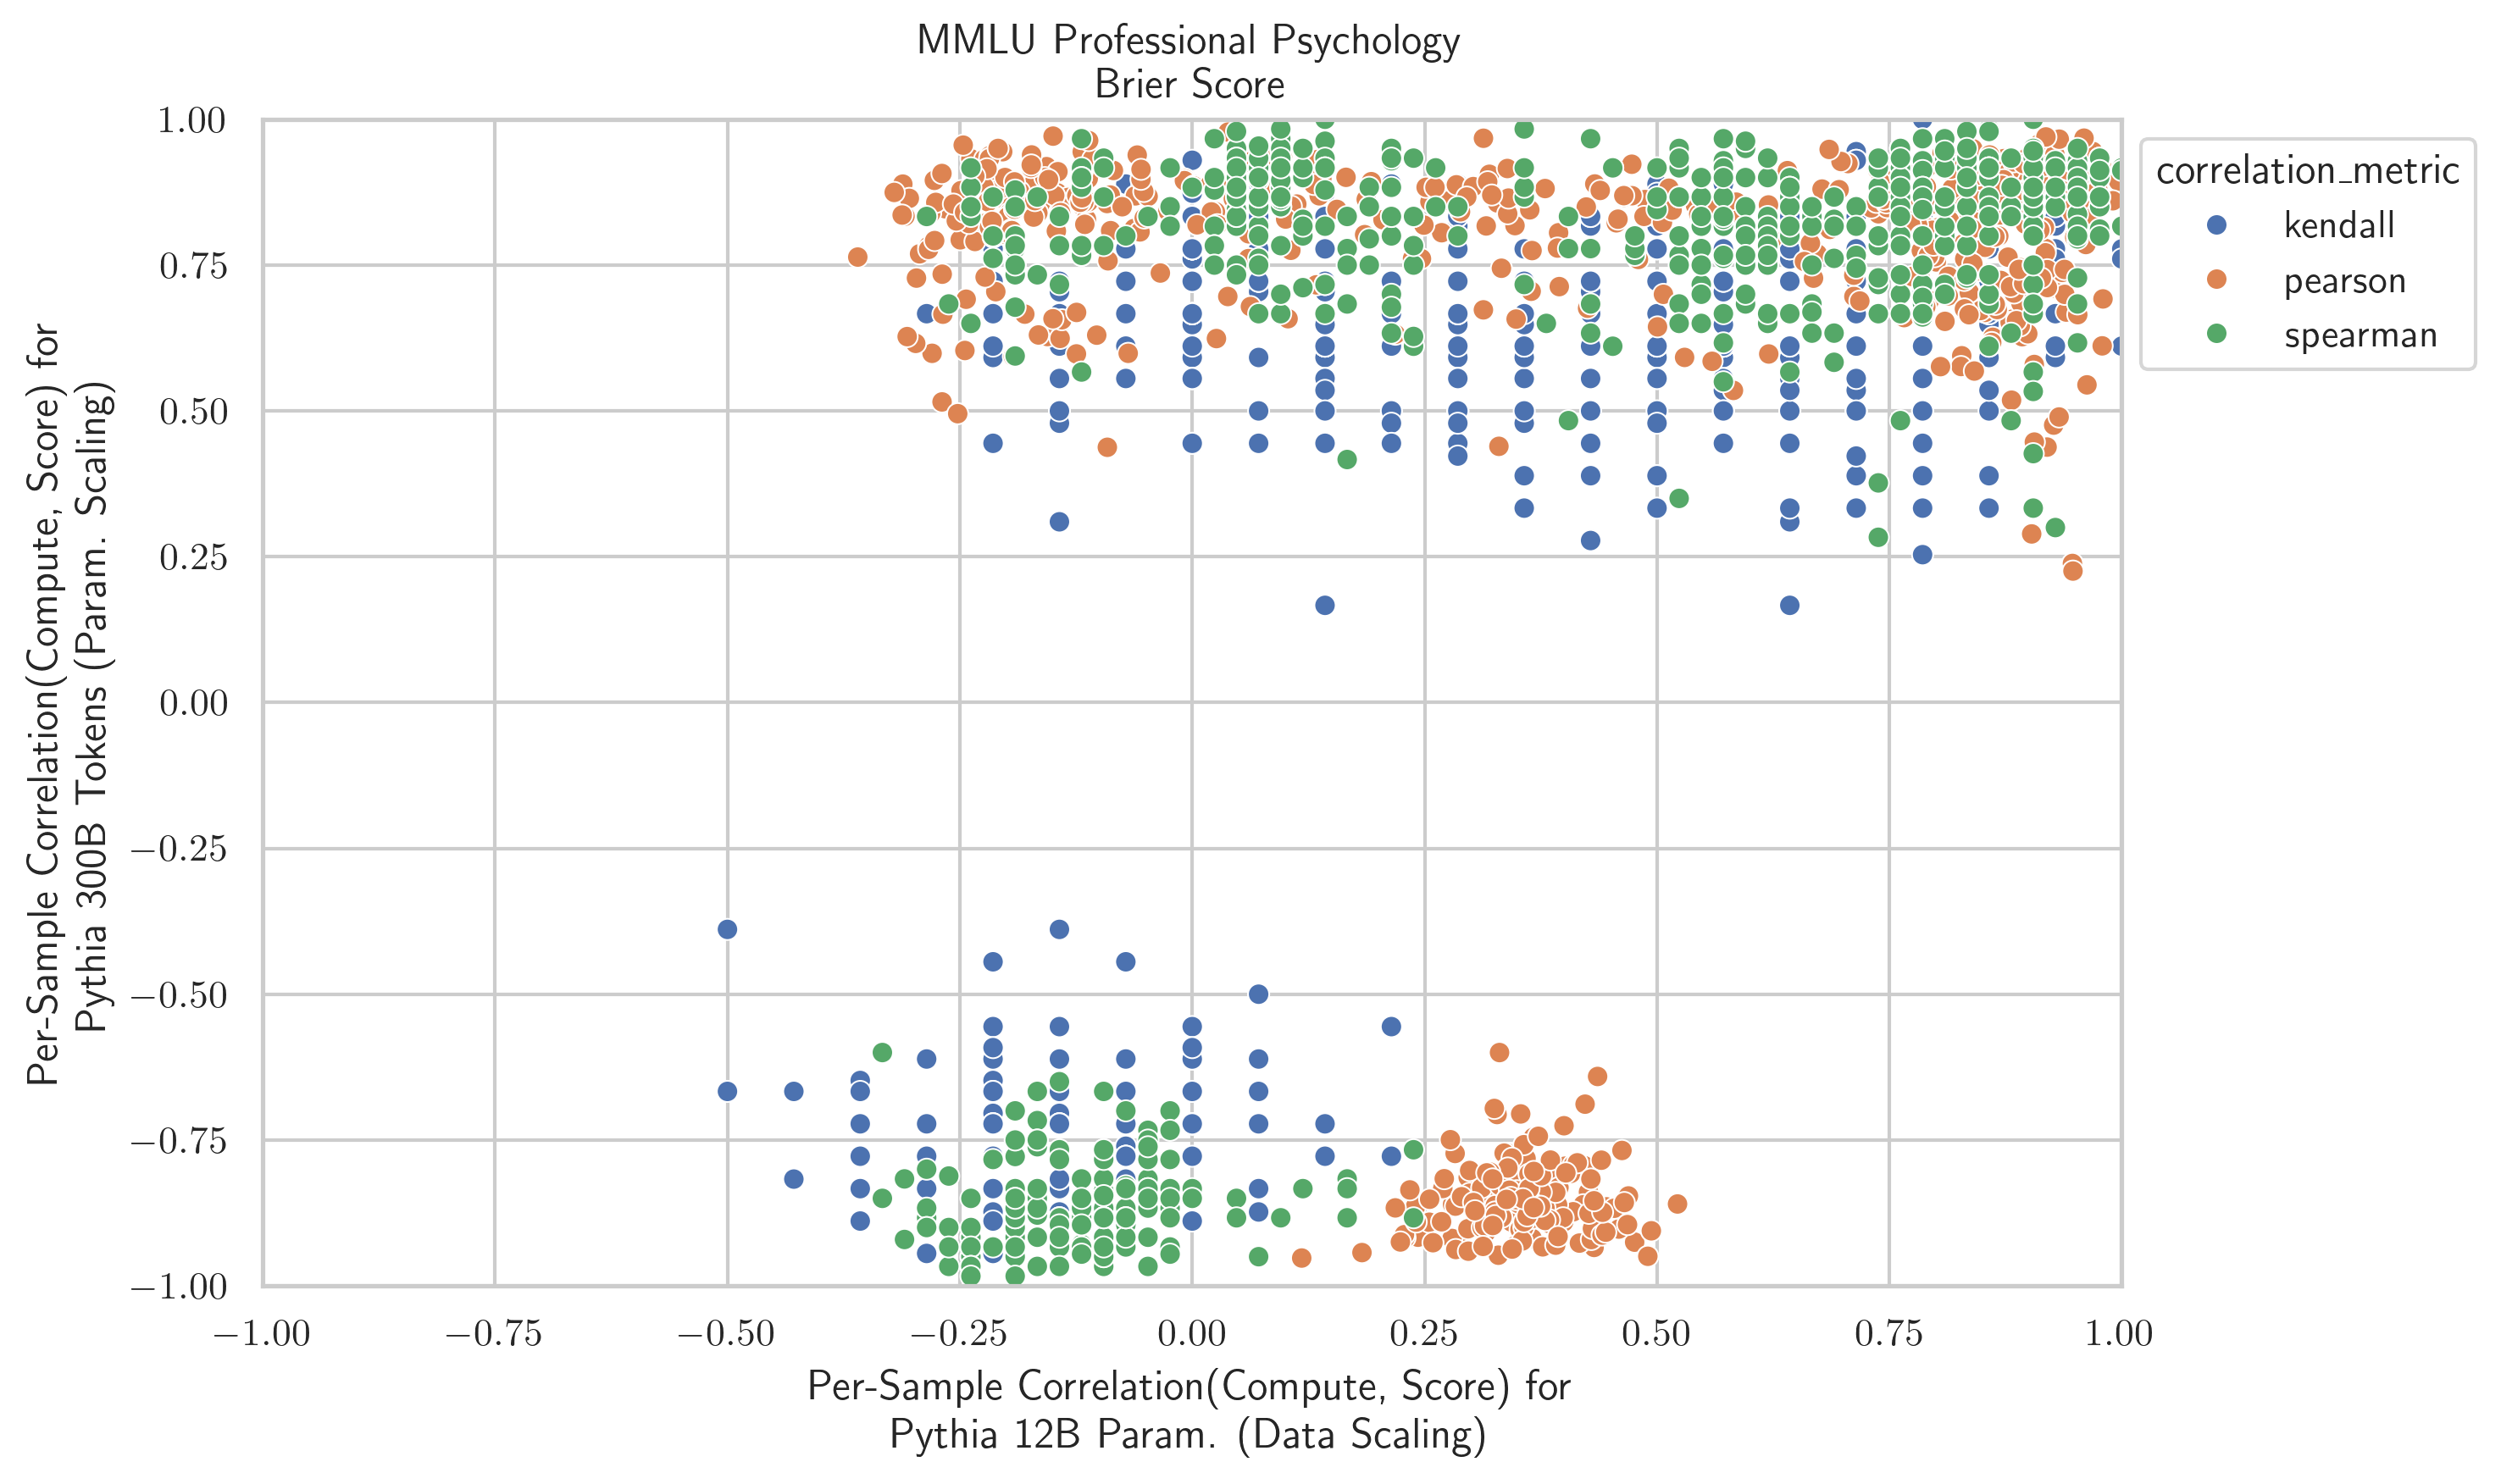 MMLU Professional Psychology
Brier Score
Per-Sample Correlation(Compute, Score) for
Pythia 300B Tokens (Param. Scaling)
1.00
0.75
0.50
0.25
0.00
−0.25
−0.50
−0.75
−1.00
−1.00
−0.75
−0.50
−0.25
0.00
0.25
0.50
0.75
1.00
Per-Sample Correlation(Compute, Score) for
Pythia 12B Param. (Data Scaling)
correlation_metric
kendall
pearson
spearman